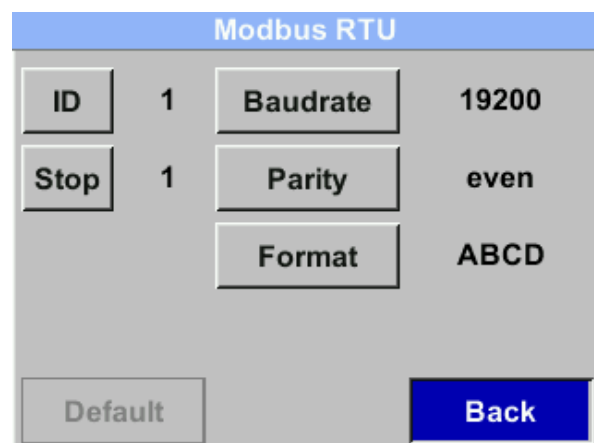 Modbus RTU
ID 1 Baudrate 19200
Stop 1 Parity even
Format ABCD
Default Back